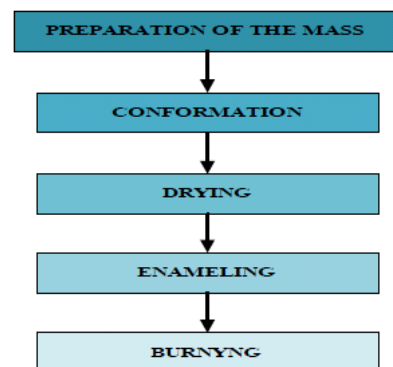 PREPARATION OF THE MASS
CONFORMATION
DRYING
ENAMELING
BURNYNG